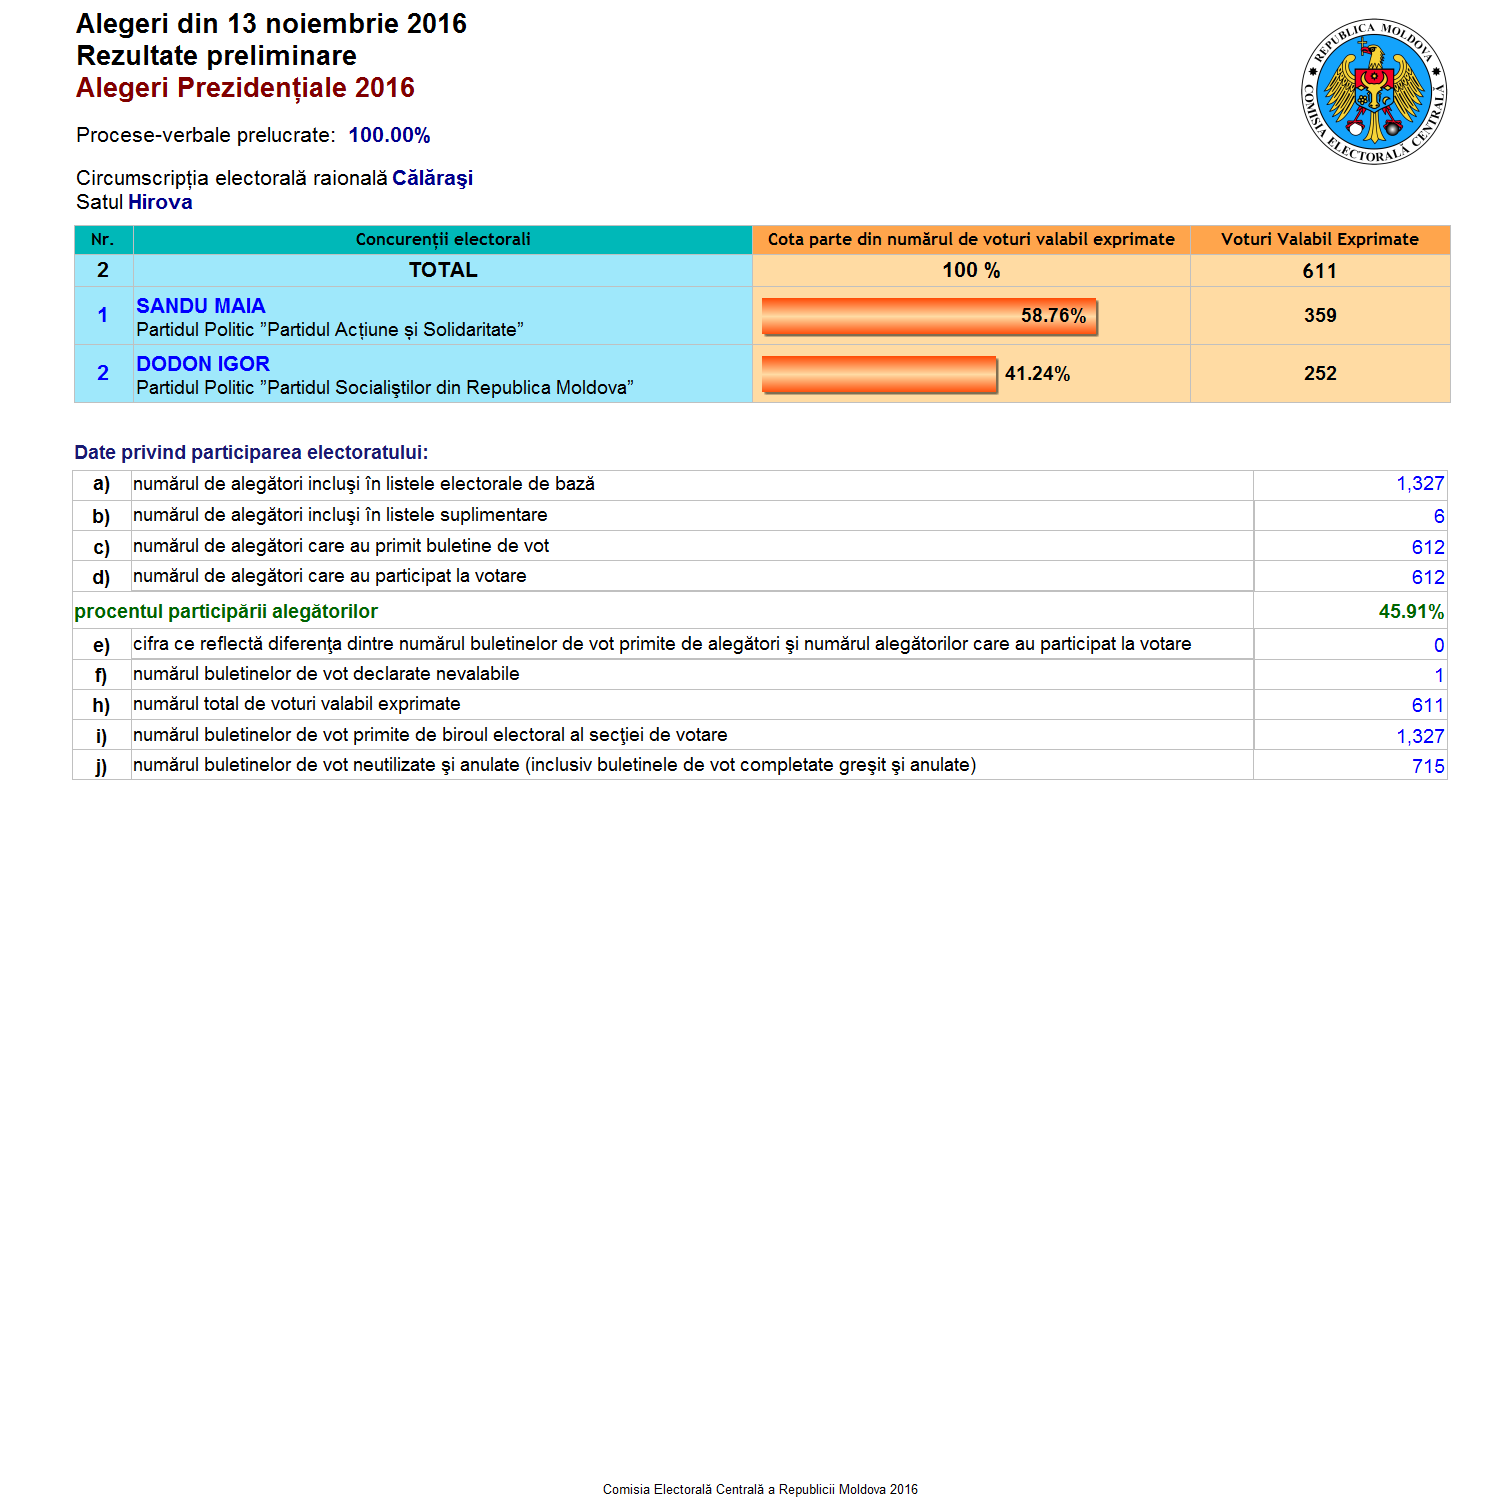 Alegeri din 13 noiembrie 2016
Rezultate preliminare
Alegeri Prezidențiale 2016
REPUBLICA MOLDOVA
COMISIA ELECTORALĂ CENTRALĂ
Procese-verbale prelucrate: 100.00%
Circumscripția electorală raională Călăraşi
Satul Hirova
Nr. Concurenții electorali Cota parte din numărul de voturi valabil exprimate Voturi Valabil Exprimate
2 TOTAL 100 % 611
1 SANDU MAIA 58.76% 359
Partidul Politic ”Partidul Acțiune și Solidaritate”
2 DODON IGOR 41.24% 252
Partidul Politic ”Partidul Socialiştilor din Republica Moldova”
Date privind participarea electoratului:
a) numărul de alegători incluşi în listele electorale de bază 1,327
b) numărul de alegători incluşi în listele suplimentare 6
c) numărul de alegători care au primit buletine de vot 612
d) numărul de alegători care au participat la votare 612
procentul participării alegătorilor 45.91%
e) cifra ce reflectă diferenţa dintre numărul buletinelor de vot primite de alegători şi numărul alegătorilor care au participat la votare 0
f) numărul buletinelor de vot declarate nevalabile 1
h) numărul total de voturi valabil exprimate 611
i) numărul buletinelor de vot primite de biroul electoral al secţiei de votare 1,327
j) numărul buletinelor de vot neutilizate şi anulate (inclusiv buletinele de vot completate greşit şi anulate) 715
Comisia Electorală Centrală a Republicii Moldova 2016